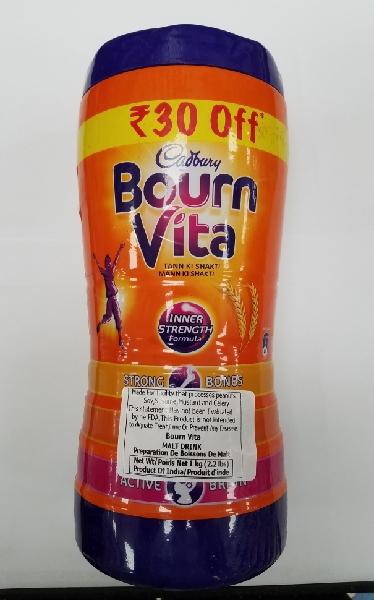 ₹30 Off*
Cadbury
Bourn
Vita
TANN KI SHAKTI
MANN KI SHAKTI
INNER
STRENGTH
Formula
STRONG BONES
Made in a facility that processes peanuts,
Soy, Sesame, Mustard and Celery
This statement Has not Been Evaluated
by the FDA. This Product is not intended
to diagnose Treat, Cure Or Prevent Any Disease
Bourn Vita
MALT DRINK
Preparation De Boissons De Malt
Net Wt/Poids Net 1 kg (2.2 lbs)
Product Of India/Produit d'inde
ACTIVE BRAIN